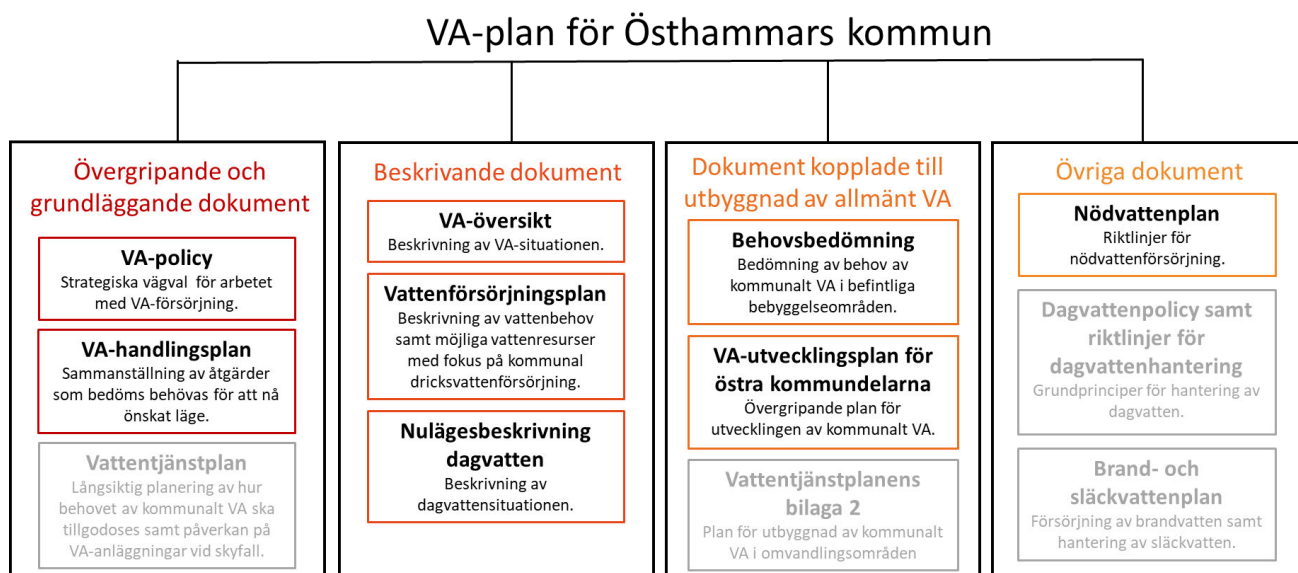 VA-plan för Östhammars kommun
Övergripande och
grundläggande dokument
VA-policy
Strategiska vägval för arbetet
med VA-försörjning.
VA-handlingsplan
Sammanställning av åtgärder
som bedöms behövas för att nå
önskat läge.
Vattentjänstplan
Långsiktig planering av hur
behovet av kommunalt VA ska
tillgodoses samt påverkan på
VA-anläggningar vid skyfall.
Beskrivande dokument
VA-översikt
Beskrivning av VA-situationen.
Vattenförsörjningsplan
Beskrivning av vattenbehov
samt möjliga vattenresurser
med fokus på kommunal
dricksvattenförsörjning.
Nulägesbeskrivning
dagvatten
Beskrivning av
dagvattensituationen.
Dokument kopplade till
utbyggnad av allmänt VA
Behovsbedömning
Bedömning av behov av
kommunalt VA i befintliga
bebyggelseområden.
VA-utvecklingsplan för
östra kommundelarna
Övergripande plan för
utvecklingen av kommunalt VA.
Vattentjänstplanens
bilaga 2
Plan för utbyggnad av kommunalt
VA i omvandlingsområden
Övriga dokument
Nödvattenplan
Riktlinjer för
nödvattenförsörjning.
Dagvattenpolicy samt
riktlinjer för
dagvattenhantering
Grundprinciper för hantering av
dagvatten.
Brand- och
släckvattenplan
Försörjning av brandvatten samt
hantering av släckvatten.